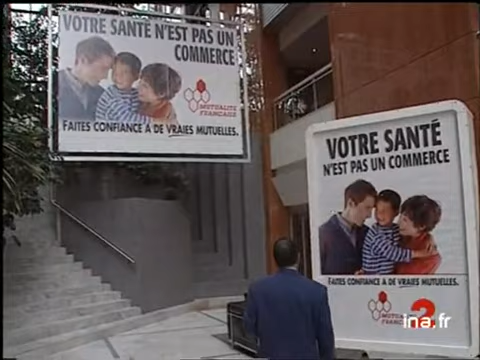 VOTRE SANTÉ N'EST PAS UN
COMMERCE
MUTUALITÉ
FRANÇAISE
FAITES CONFIANCE A DE VRAIES MUTUELLES.
VOTRE SANTÉ
N'EST PAS UN COMMERCE
FAITES CONFIANCE A DE VRAIES MUTUELLES.
2
ina.fr